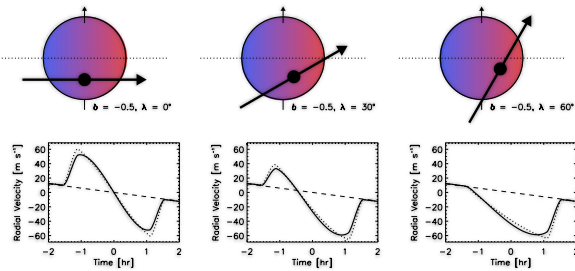 b = −0.5, λ = 0°
b = −0.5, λ = 30°
b = −0.5, λ = 60°
Radial Velocity [m s⁻¹]
60
40
20
0
−20
−40
−60
−2 −1 0 1 2
Time [hr]
Radial Velocity [m s⁻¹]
60
40
20
0
−20
−40
−60
−2 −1 0 1 2
Time [hr]
Radial Velocity [m s⁻¹]
60
40
20
0
−20
−40
−60
−2 −1 0 1 2
Time [hr]